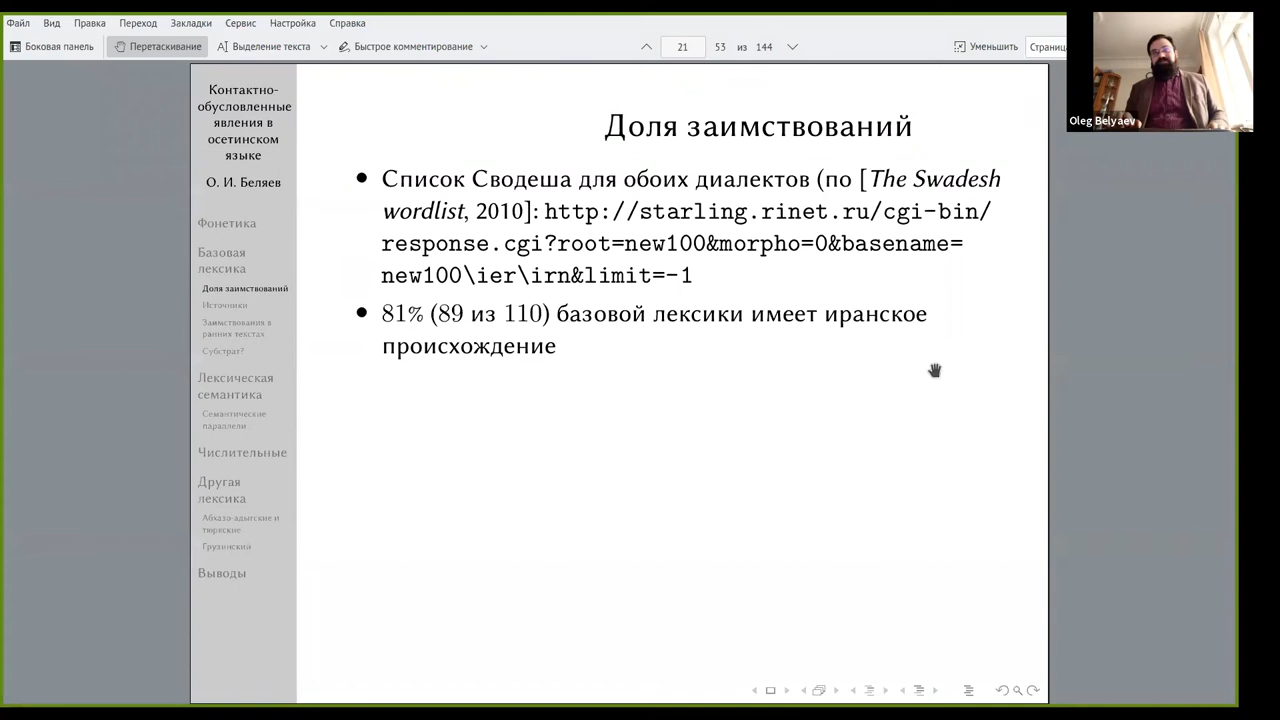 Файл Вид Правка Переход Закладки Сервис Настройка Справка
Боковая панель Перетаскивание Выделение текста Быстрое комментирование 21 53 из 144 Уменьшить Страница
Oleg Belyaev
Контактно-
обусловленные
явления в
осетинском
языке
О. И. Беляев
Фонетика
Базовая
лексика
Доля заимствований
Источники
Заимствования в
ранних текстах
Субстрат?
Лексическая
семантика
Семантические
параллели
Числительные
Другая
лексика
Абхазо-адыгские и
тюркские
Грузинский
Выводы
Доля заимствований
• Список Сводеша для обоих диалектов (по [The Swadesh
wordlist, 2010]: http://starling.rinet.ru/cgi-bin/
response.cgi?root=new100&morpho=0&basename=
new100\ier\irn&limit=-1
• 81% (89 из 110) базовой лексики имеет иранское
происхождение